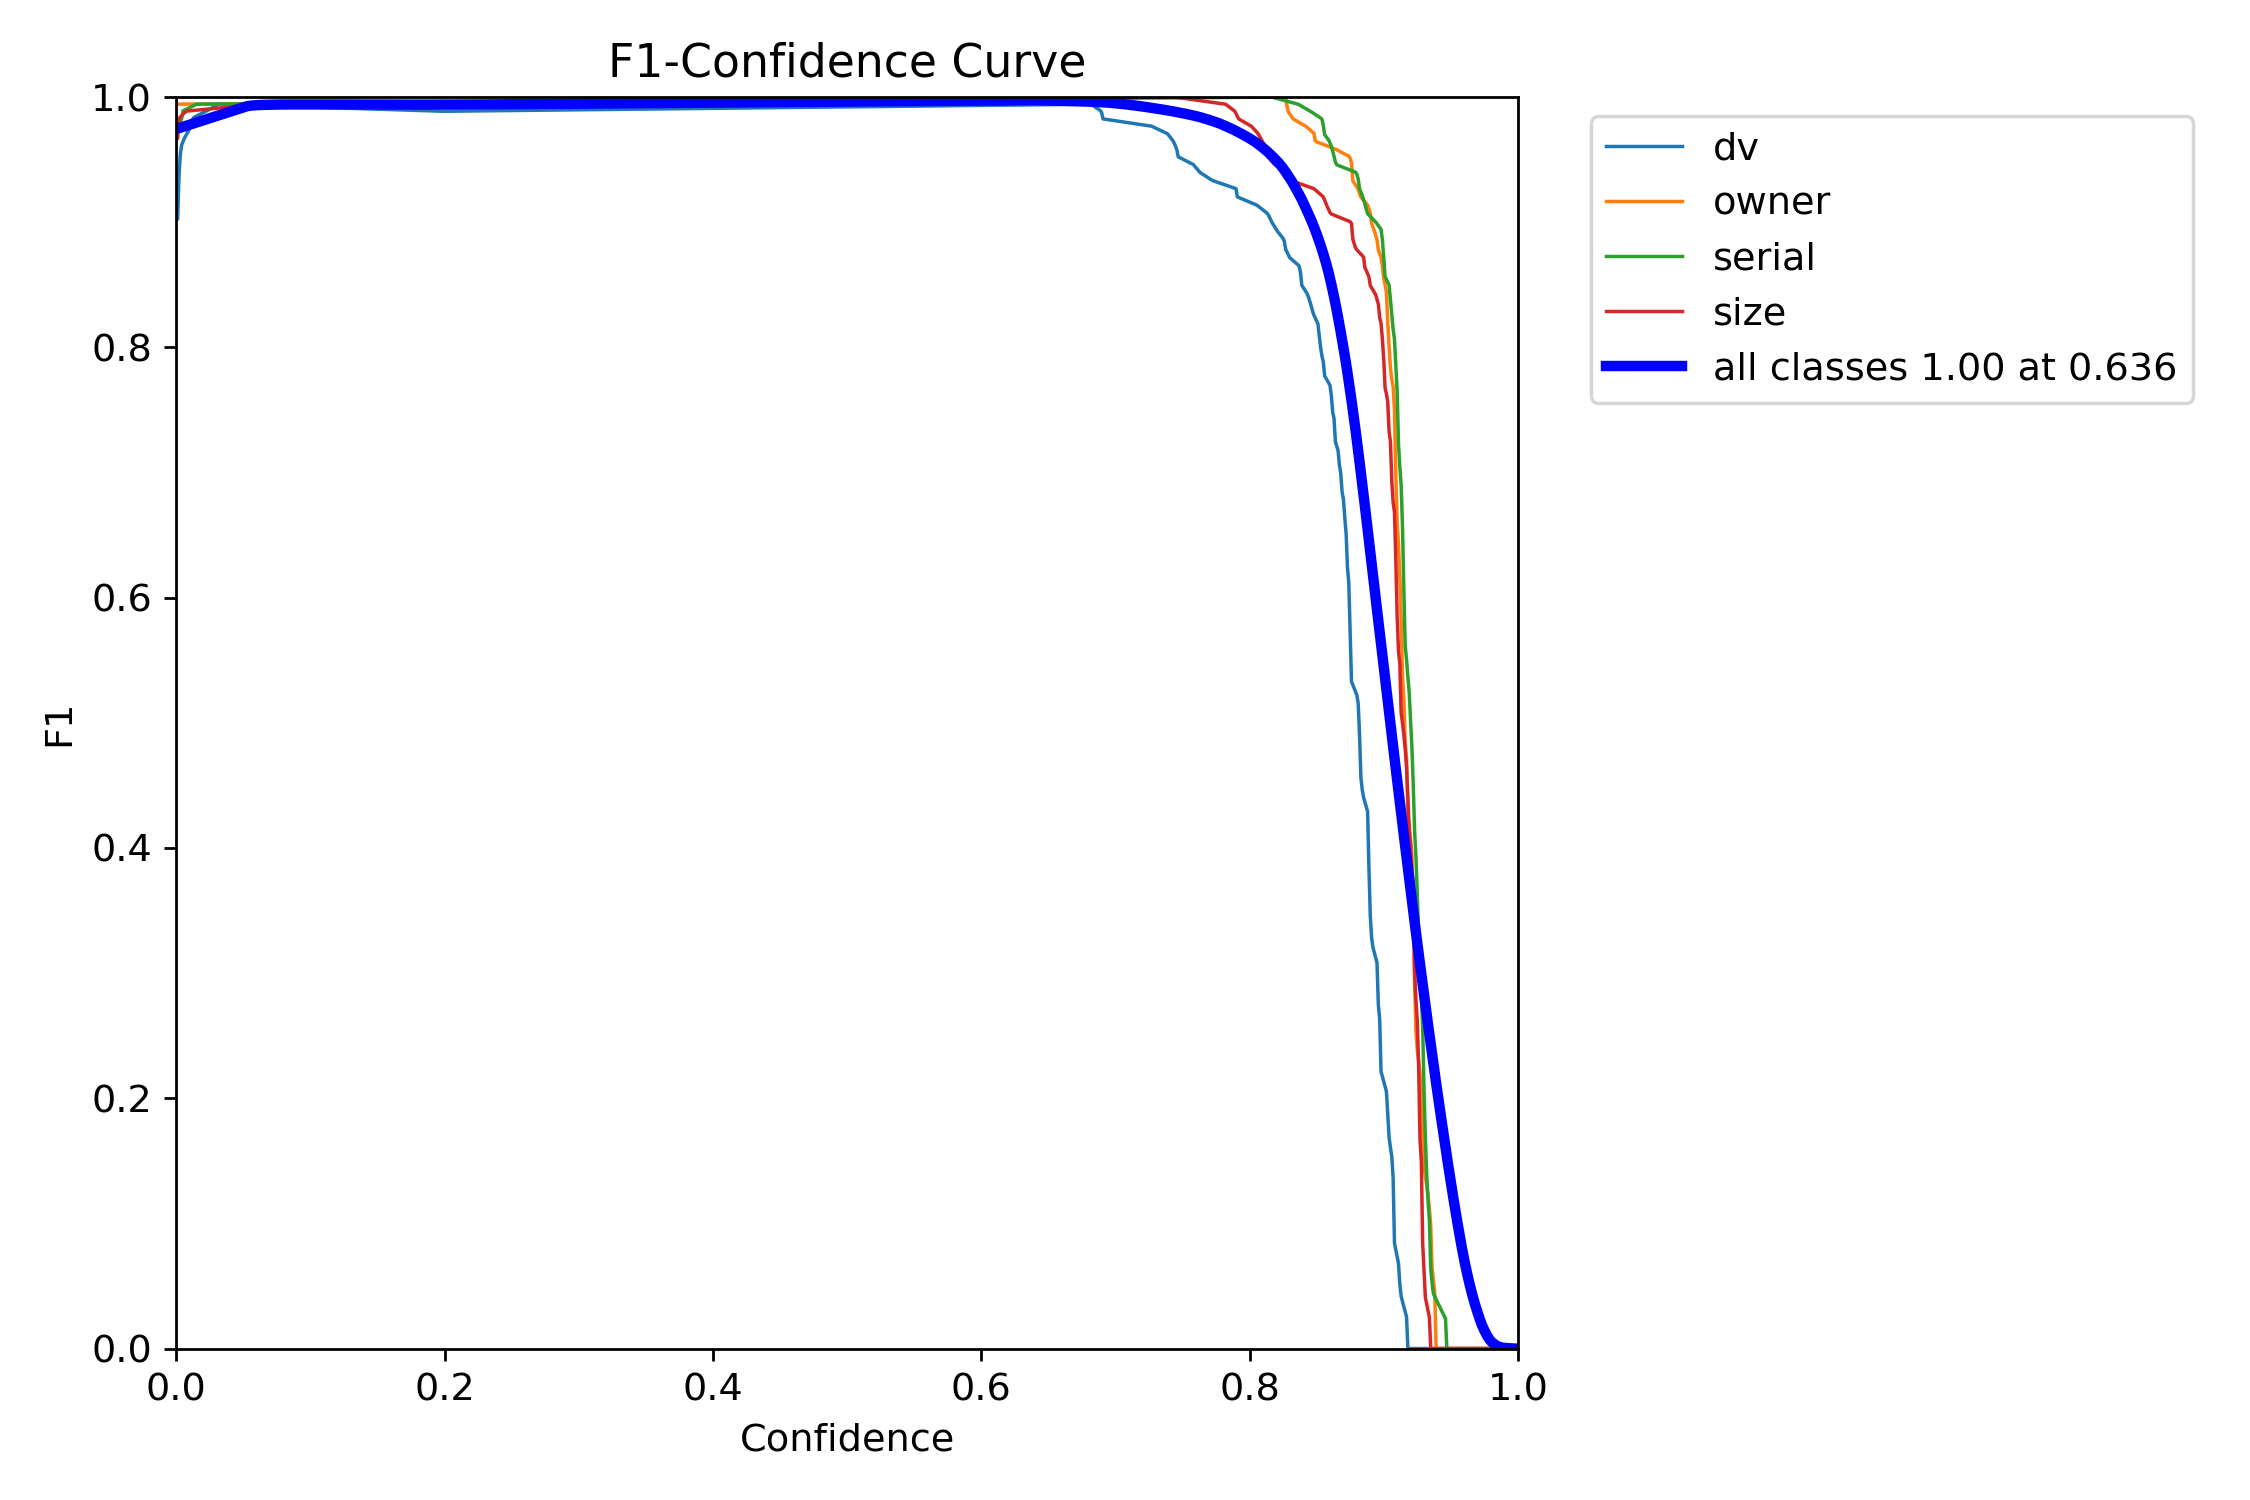 F1-Confidence Curve
1.0
0.8
0.6
0.4
0.2
0.0
F1
0.0 0.2 0.4 0.6 0.8 1.0
Confidence
dv
owner
serial
size
all classes 1.00 at 0.636